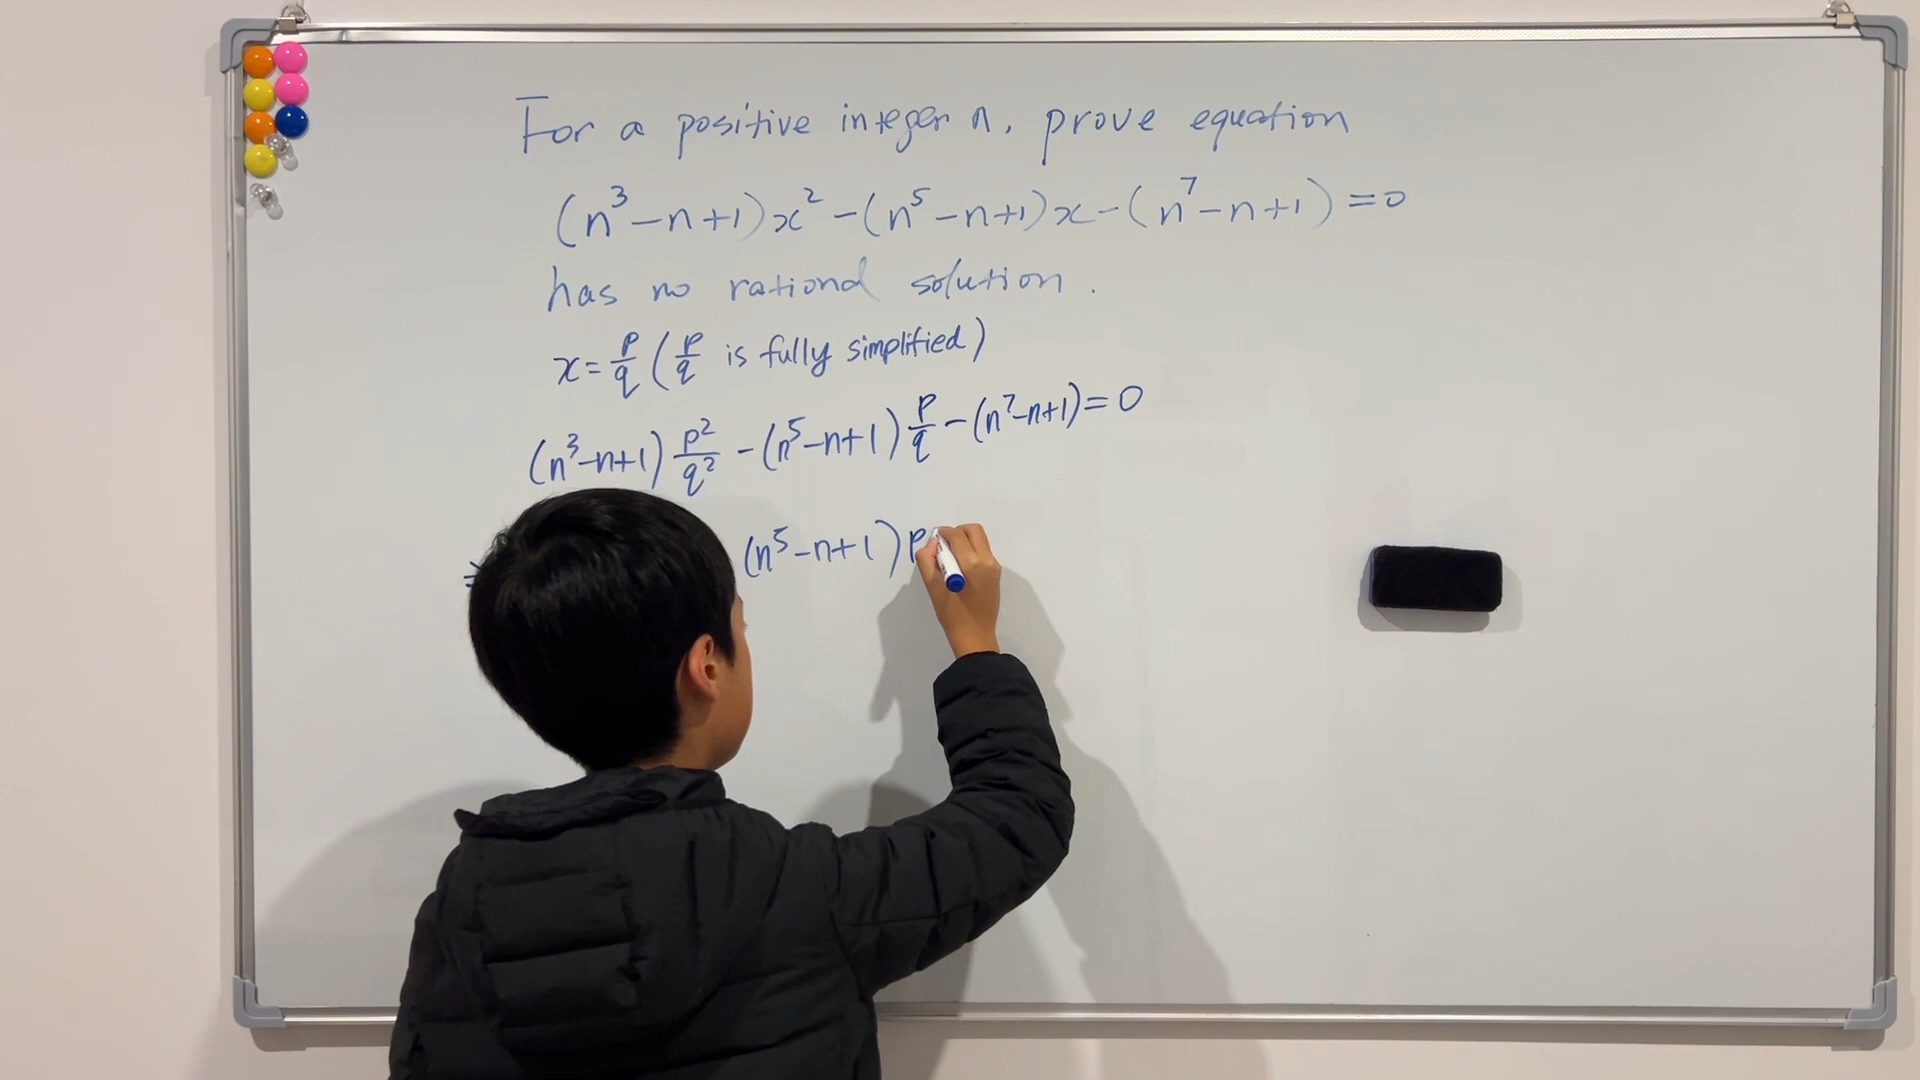 For a positive integer n, prove equation
(n³-n+1)x²-(n⁵-n+1)x-(n⁷-n+1)=0
has no rational solution.
x=p/q (p/q is fully simplified)
(n³-n+1)p²/q²-(n⁵-n+1)p/q-(n⁷-n+1)=0
(n⁵-n+1)p